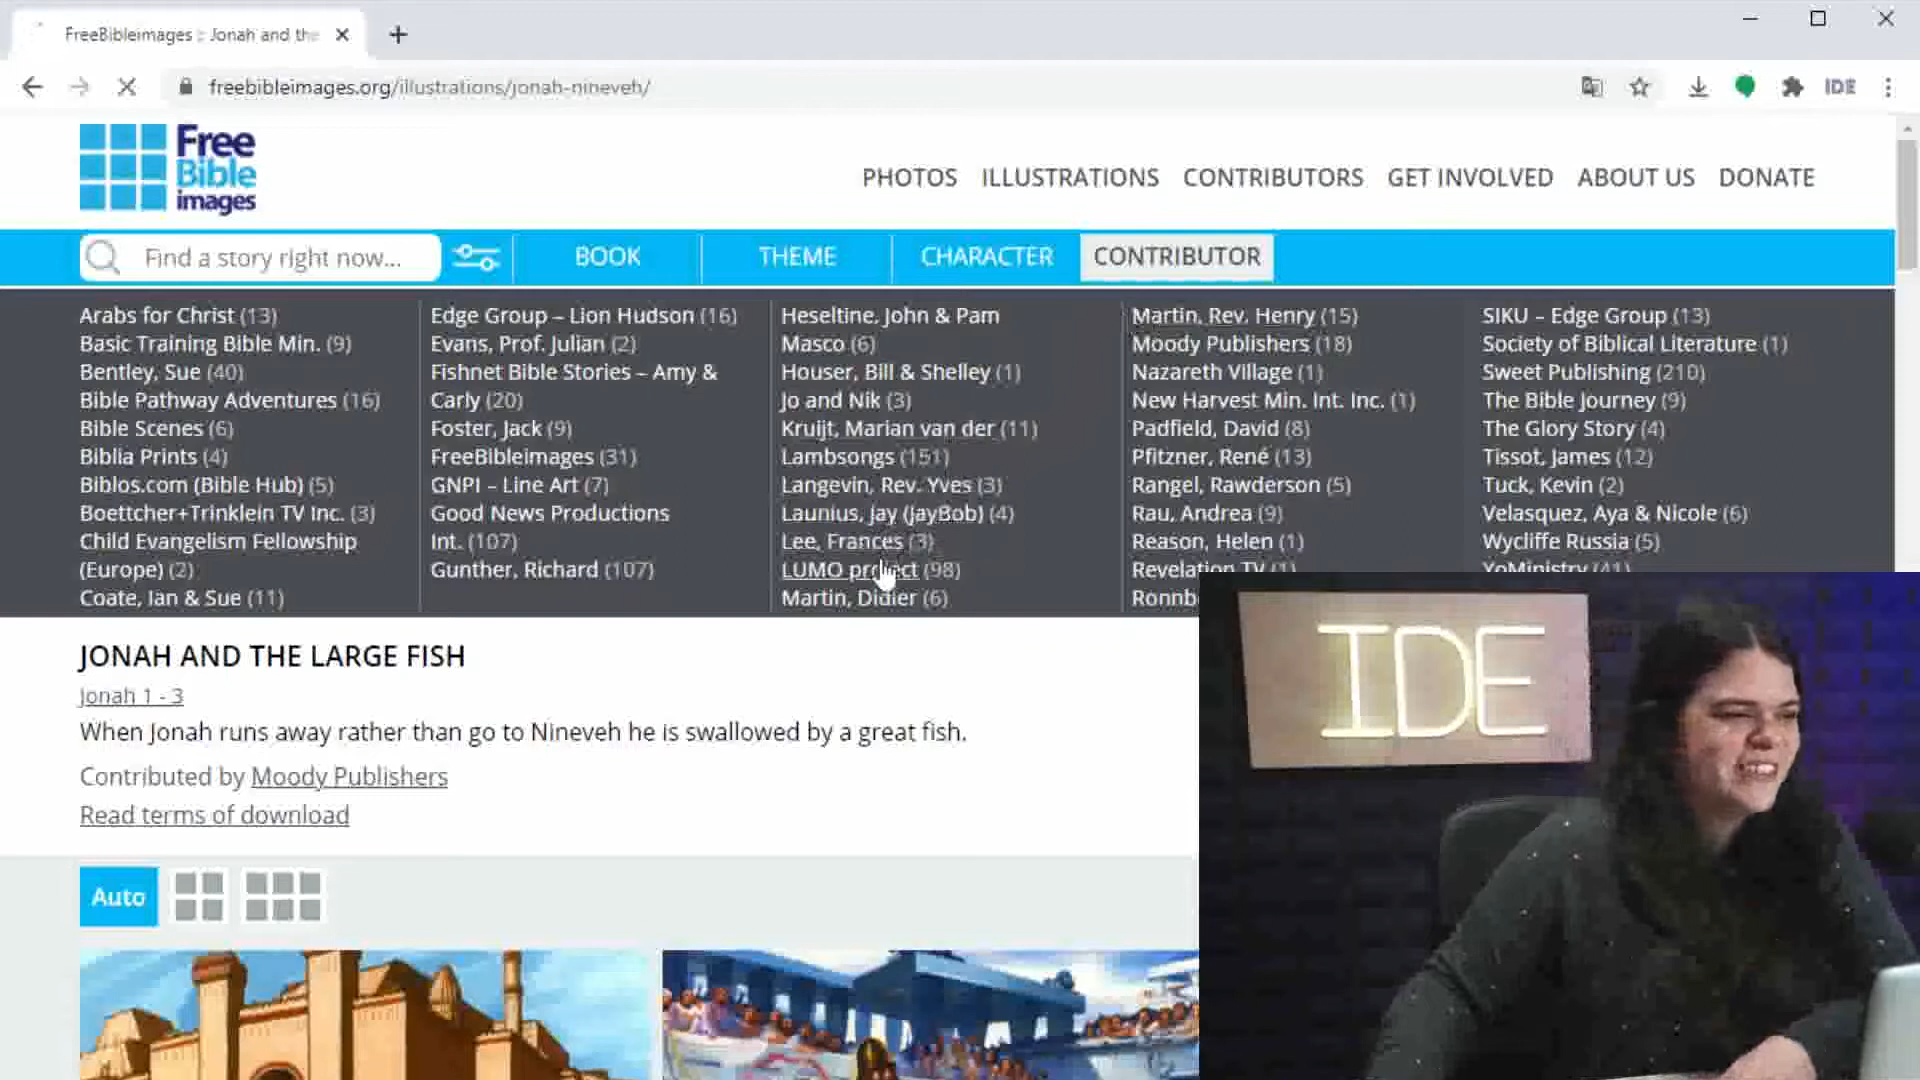 FreeBibleimages :: Jonah and the
freebibleimages.org/illustrations/jonah-nineveh/
IDE
Free
Bible
images
PHOTOS ILLUSTRATIONS CONTRIBUTORS GET INVOLVED ABOUT US DONATE
Find a story right now...
BOOK THEME CHARACTER CONTRIBUTOR
Arabs for Christ (13)
Basic Training Bible Min. (9)
Bentley, Sue (40)
Bible Pathway Adventures (16)
Bible Scenes (6)
Biblia Prints (4)
Biblos.com (Bible Hub) (5)
Boettcher+Trinklein TV Inc. (3)
Child Evangelism Fellowship
(Europe) (2)
Coate, Ian & Sue (11)
Edge Group – Lion Hudson (16)
Evans, Prof. Julian (2)
Fishnet Bible Stories – Amy &
Carly (20)
Foster, Jack (9)
FreeBibleimages (31)
GNPI – Line Art (7)
Good News Productions
Int. (107)
Gunther, Richard (107)
Heseltine, John & Pam
Masco (6)
Houser, Bill & Shelley (1)
Jo and Nik (3)
Kruijt, Marian van der (11)
Lambsongs (151)
Langevin, Rev. Yves (3)
Launius, Jay (JayBob) (4)
Lee, Frances (3)
LUMO project (98)
Martin, Didier (6)
Martin, Rev. Henry (15)
Moody Publishers (18)
Nazareth Village (1)
New Harvest Min. Int. Inc. (1)
Padfield, David (8)
Pfitzner, René (13)
Rangel, Rawderson (5)
Rau, Andrea (9)
Reason, Helen (1)
Revelation TV (1)
Ronnb
SIKU – Edge Group (13)
Society of Biblical Literature (1)
Sweet Publishing (210)
The Bible Journey (9)
The Glory Story (4)
Tissot, James (12)
Tuck, Kevin (2)
Velasquez, Aya & Nicole (6)
Wycliffe Russia (5)
YoMinistry (41)
JONAH AND THE LARGE FISH
Jonah 1 - 3
When Jonah runs away rather than go to Nineveh he is swallowed by a great fish.
Contributed by Moody Publishers
Read terms of download
Auto
IDE